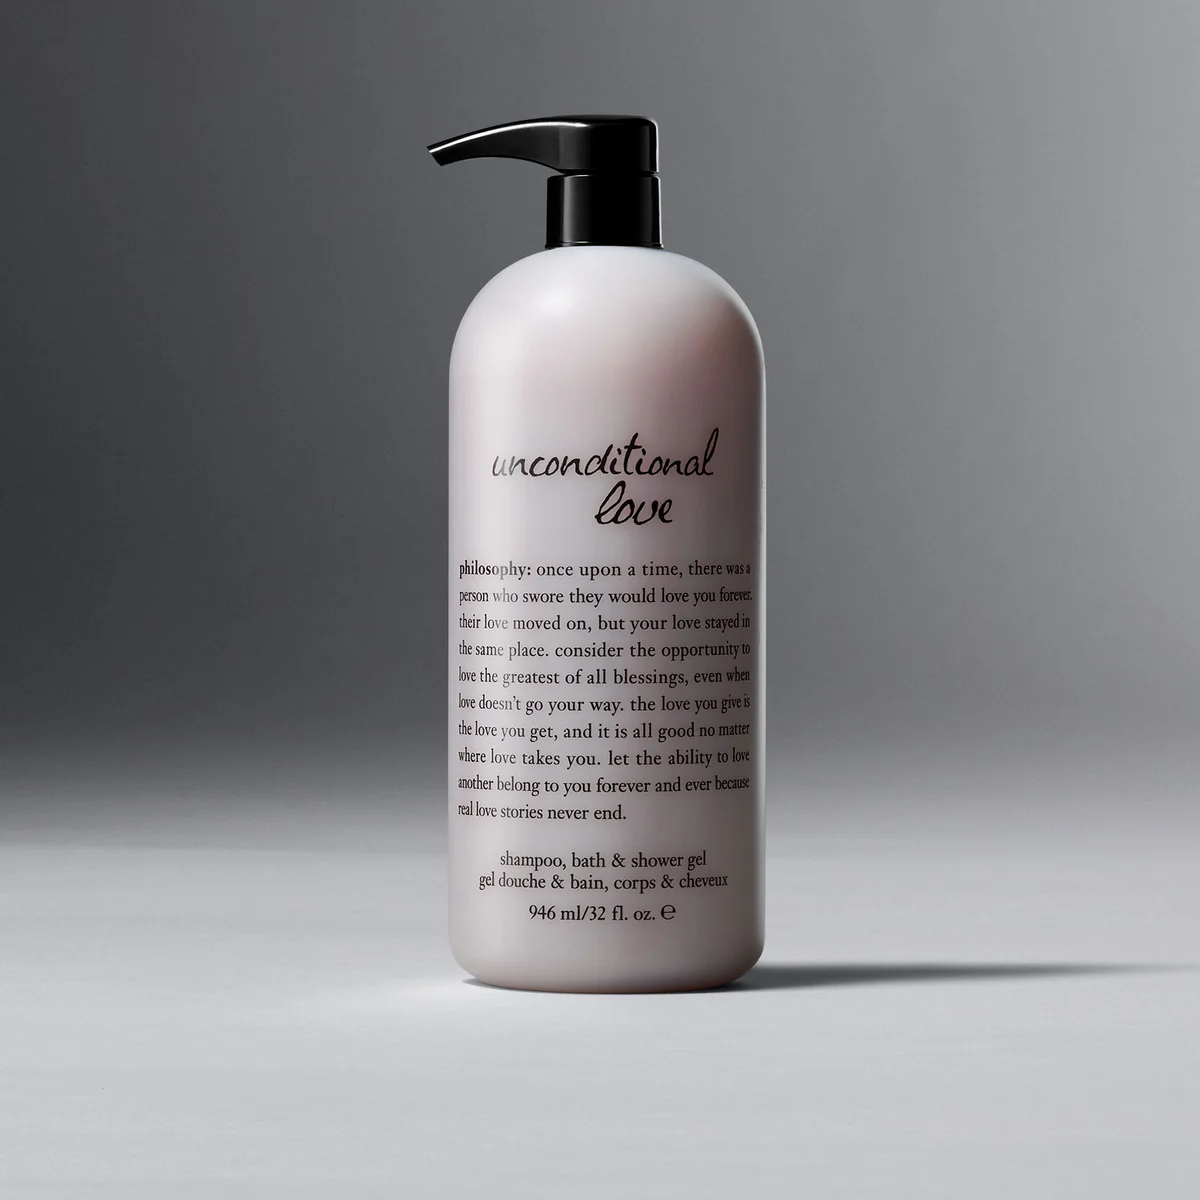 unconditional
love
philosophy: once upon a time, there was a
person who swore they would love you forever.
their love moved on, but your love stayed in
the same place. consider the opportunity to
love the greatest of all blessings, even when
love doesn't go your way. the love you give is
the love you get, and it is all good no matter
where love takes you. let the ability to love
another belong to you forever and ever because
real love stories never end.
shampoo, bath & shower gel
gel douche & bain, corps & cheveux
946 ml/32 fl. oz. ℮